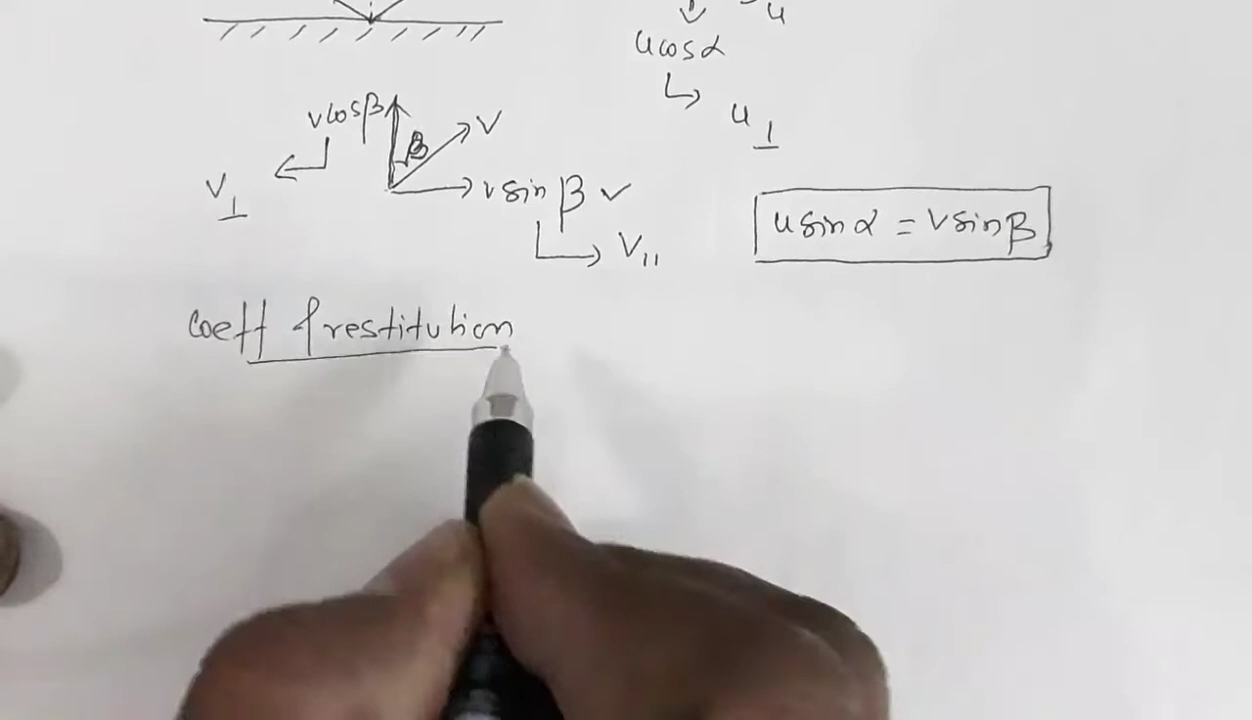 u
u cos α
u⊥
v cos β
β
V
V⊥
v sin β ✓
V||
u sin α = v sin β
coeff of restitution